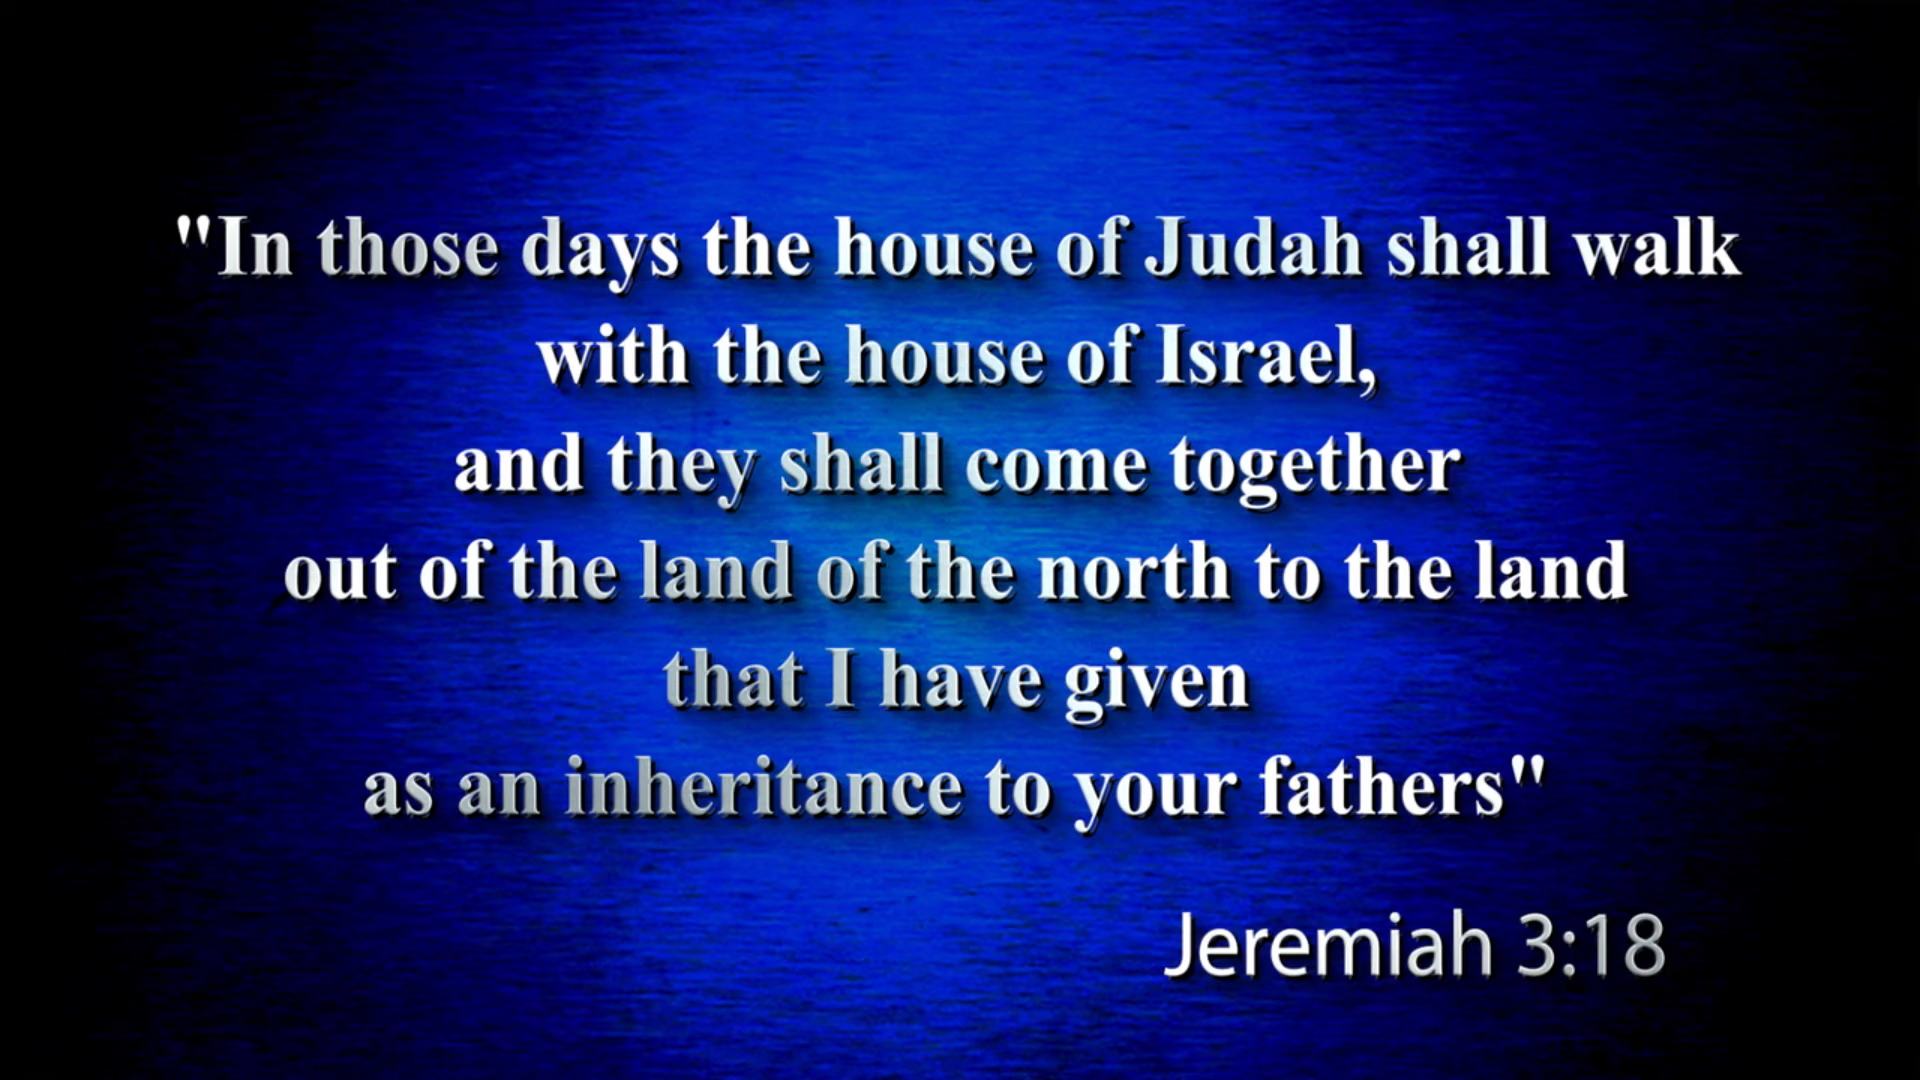 "In those days the house of Judah shall walk
with the house of Israel,
and they shall come together
out of the land of the north to the land
that I have given
as an inheritance to your fathers"
Jeremiah 3:18